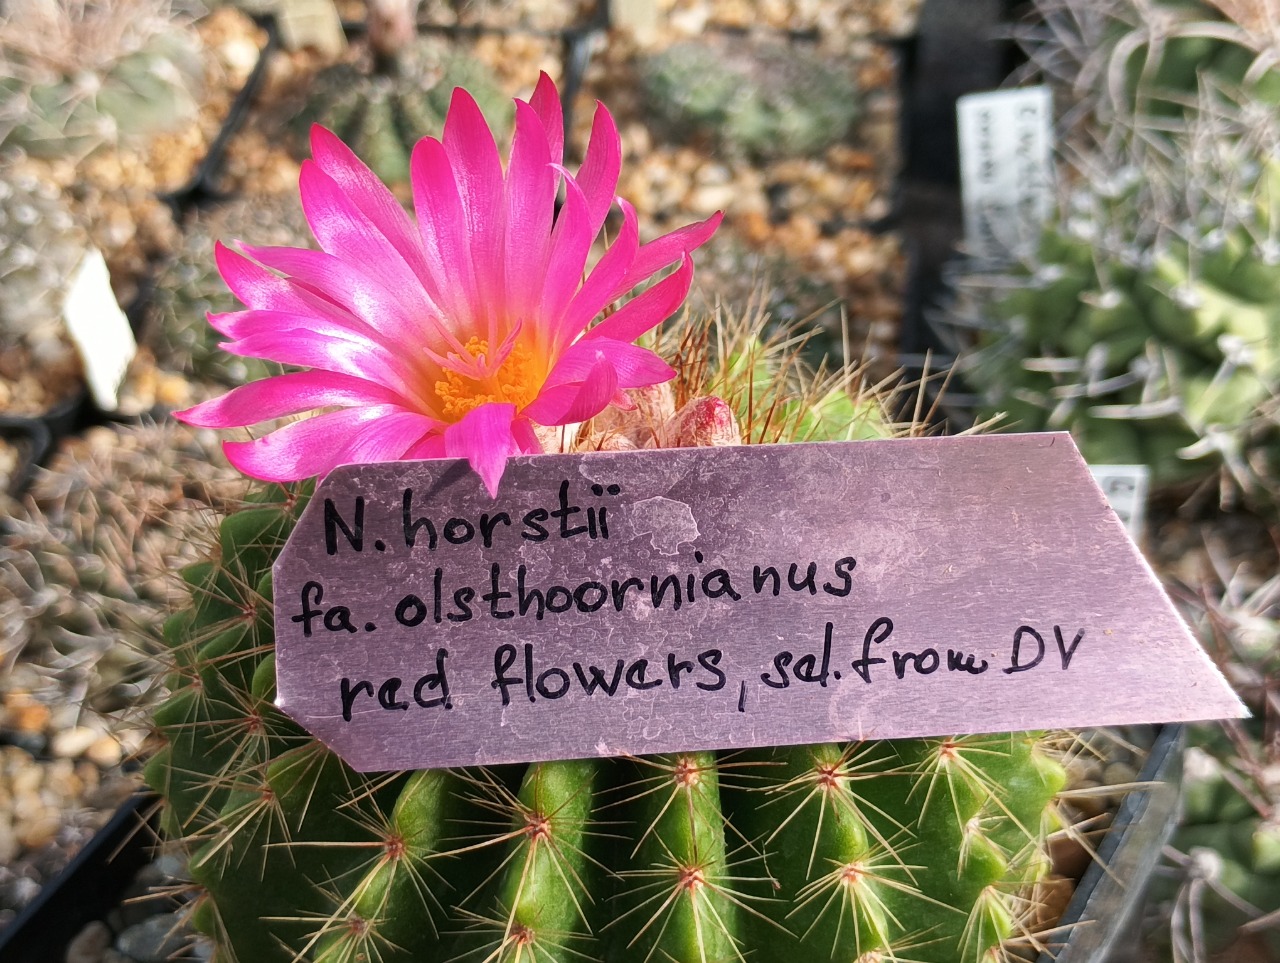 N. horstii
fa. olsthoornianus
red flowers, sel. from DV